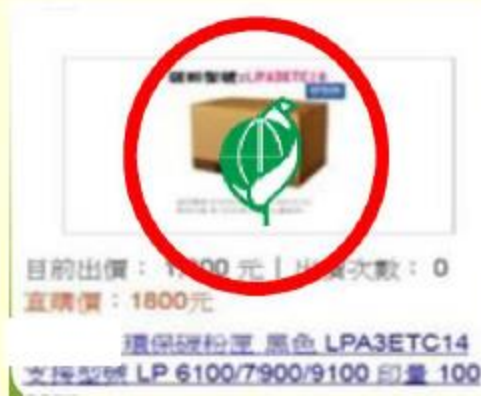 碳粉型號:LPA3ETC14
目前出價： 1,800 元 | 出價次數： 0
直購價：1800元
環保碳粉匣 黑色 LPA3ETC14
支援型號 LP 6100/7900/9100 印量 100